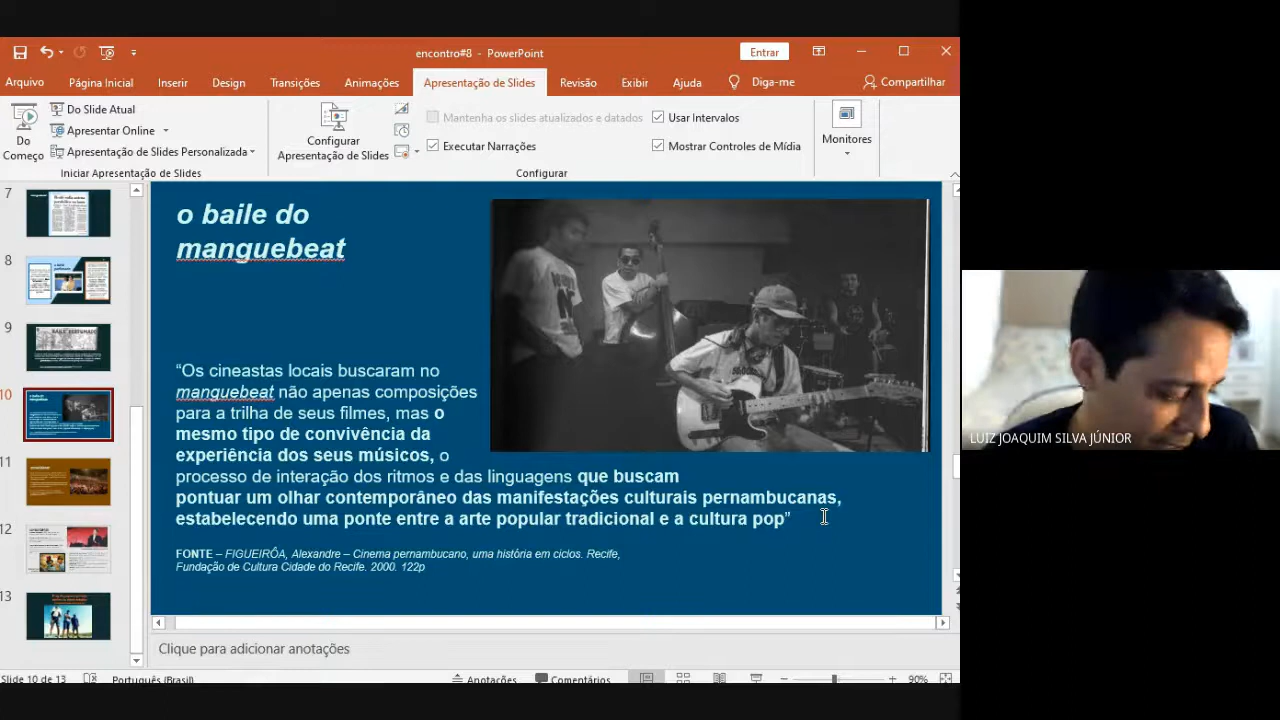 encontro#8 - PowerPoint
Entrar
Arquivo
Página Inicial
Inserir
Design
Transições
Animações
Apresentação de Slides
Revisão
Exibir
Ajuda
Diga-me
Compartilhar
Do Começo
Do Slide Atual
Apresentar Online
Apresentação de Slides Personalizada
Iniciar Apresentação de Slides
Configurar
Apresentação de Slides
Mantenha os slides atualizados e datados
Executar Narrações
Usar Intervalos
Mostrar Controles de Mídia
Configurar
Monitores
7
8
9
10
11
12
13
o baile do
manguebeat
“Os cineastas locais buscaram no
manguebeat não apenas composições
para a trilha de seus filmes, mas o
mesmo tipo de convivência da
experiência dos seus músicos, o
processo de interação dos ritmos e das linguagens que buscam
pontuar um olhar contemporâneo das manifestações culturais pernambucanas,
estabelecendo uma ponte entre a arte popular tradicional e a cultura pop”
FONTE – FIGUEIRÔA, Alexandre – Cinema pernambucano, uma história em ciclos. Recife,
Fundação de Cultura Cidade do Recife. 2000. 122p
Clique para adicionar anotações
Slide 10 de 13
Português (Brasil)
Anotações
Comentários
90%
LUIZ JOAQUIM SILVA JÚNIOR